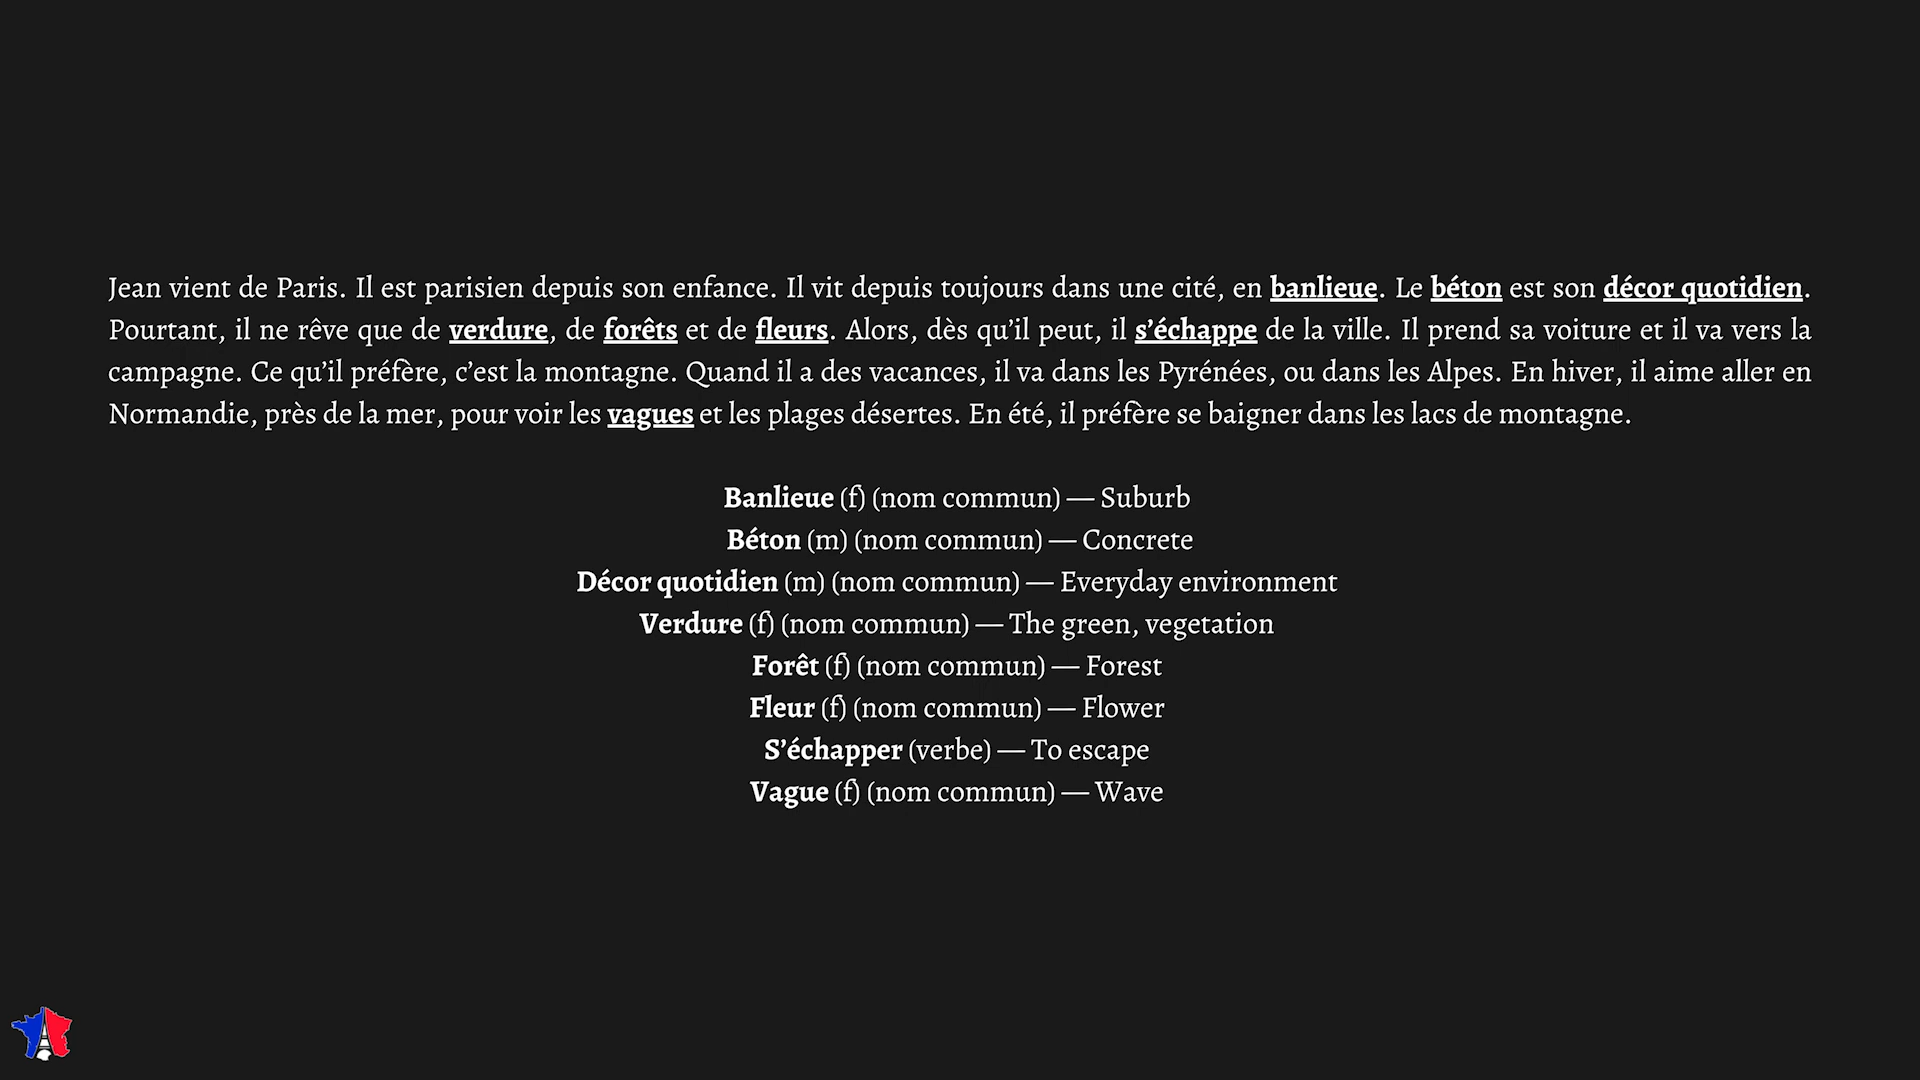 Jean vient de Paris. Il est parisien depuis son enfance. Il vit depuis toujours dans une cité, en banlieue. Le béton est son décor quotidien.
Pourtant, il ne rêve que de verdure, de forêts et de fleurs. Alors, dès qu’il peut, il s’échappe de la ville. Il prend sa voiture et il va vers la
campagne. Ce qu’il préfère, c’est la montagne. Quand il a des vacances, il va dans les Pyrénées, ou dans les Alpes. En hiver, il aime aller en
Normandie, près de la mer, pour voir les vagues et les plages désertes. En été, il préfère se baigner dans les lacs de montagne.
Banlieue (f) (nom commun) — Suburb
Béton (m) (nom commun) — Concrete
Décor quotidien (m) (nom commun) — Everyday environment
Verdure (f) (nom commun) — The green, vegetation
Forêt (f) (nom commun) — Forest
Fleur (f) (nom commun) — Flower
S’échapper (verbe) — To escape
Vague (f) (nom commun) — Wave